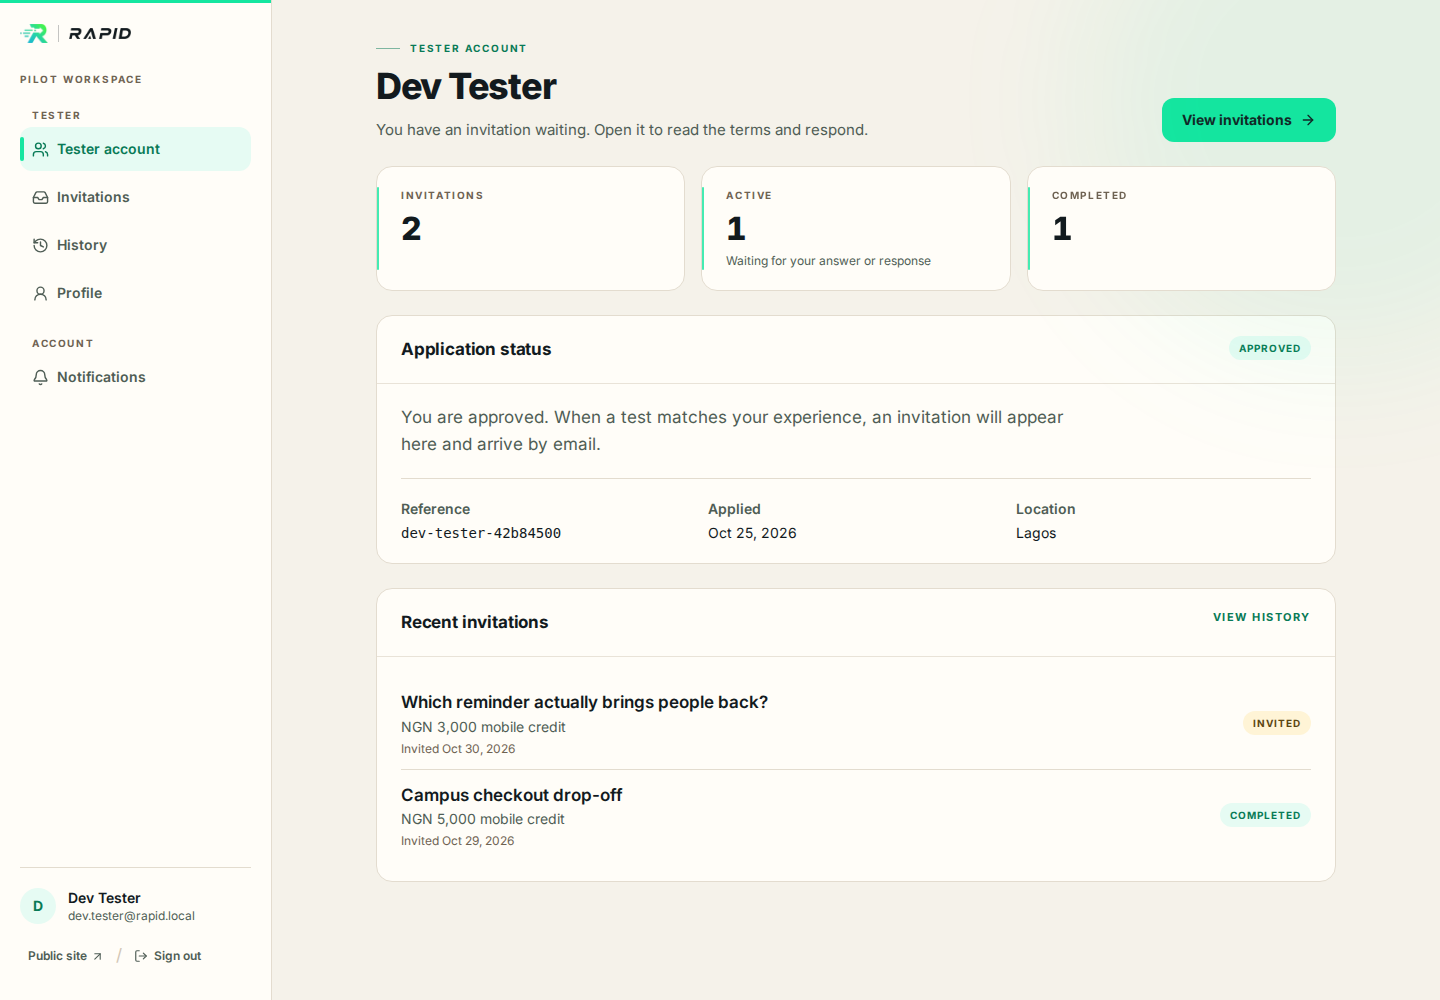 RAPID
PILOT WORKSPACE
TESTER
Tester account
Invitations
History
Profile
ACCOUNT
Notifications
D
Dev Tester
dev.tester@rapid.local
Public site
/
Sign out
TESTER ACCOUNT
Dev Tester
You have an invitation waiting. Open it to read the terms and respond.
View invitations
INVITATIONS
2
ACTIVE
1
Waiting for your answer or response
COMPLETED
1
Application status
APPROVED
You are approved. When a test matches your experience, an invitation will appear
here and arrive by email.
Reference
dev-tester-42b84500
Applied
Oct 25, 2026
Location
Lagos
Recent invitations
VIEW HISTORY
Which reminder actually brings people back?
NGN 3,000 mobile credit
Invited Oct 30, 2026
INVITED
Campus checkout drop-off
NGN 5,000 mobile credit
Invited Oct 29, 2026
COMPLETED